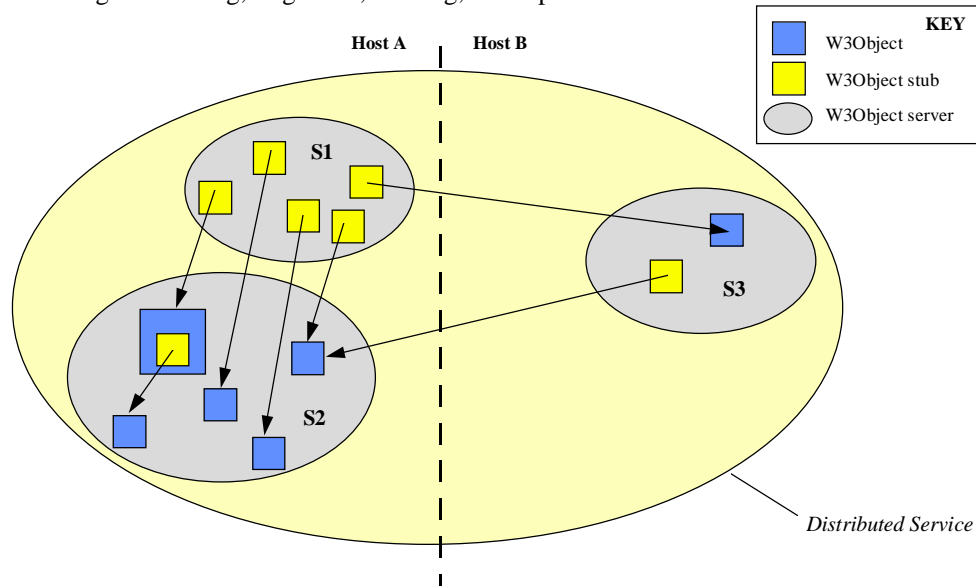 Host A
Host B
KEY
W3Object
W3Object stub
W3Object server
S1
S3
S2
Distributed Service